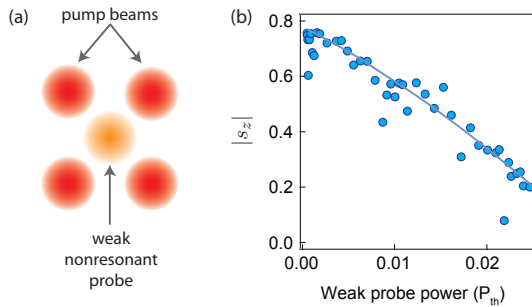 (a)
pump beams
weak
nonresonant
probe
(b)
|s_z|
0.8
0.6
0.4
0.2
0.0
0.00
0.01
0.02
Weak probe power (P_th)